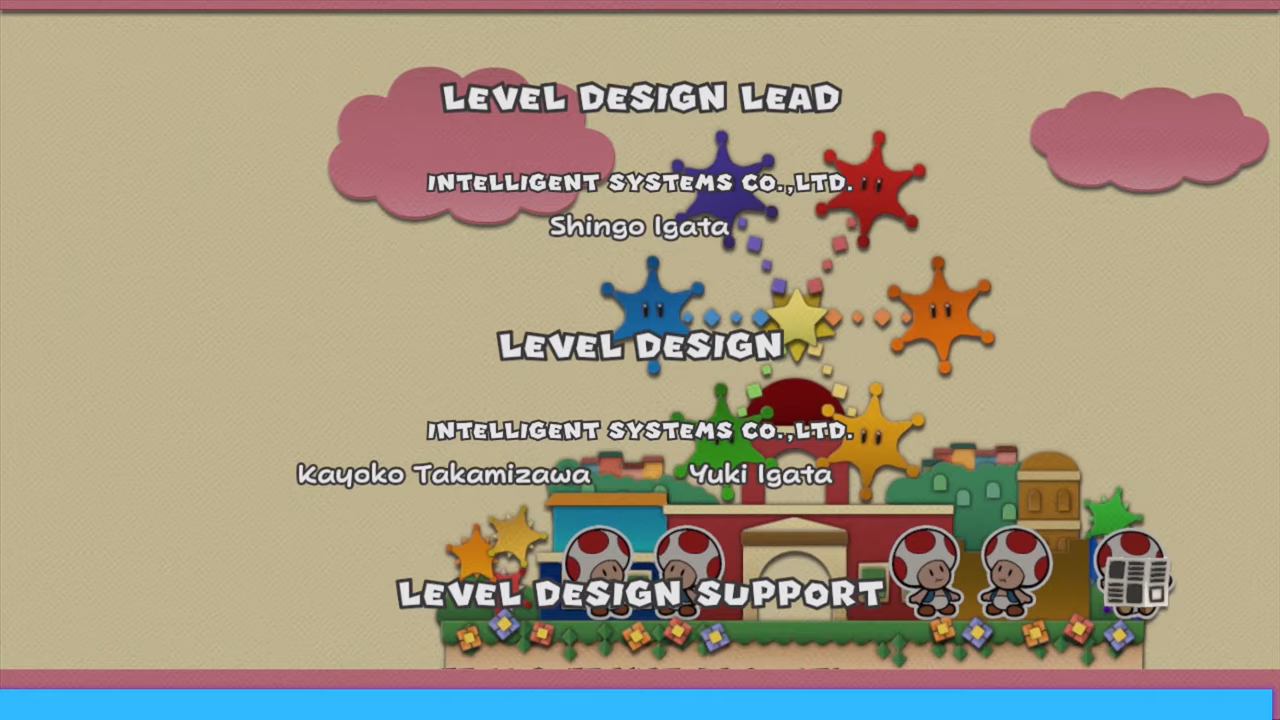 LEVEL DESIGN LEAD
INTELLIGENT SYSTEMS CO.,LTD.
Shingo Igata
LEVEL DESIGN
INTELLIGENT SYSTEMS CO.,LTD.
Kayoko Takamizawa Yuki Igata
LEVEL DESIGN SUPPORT